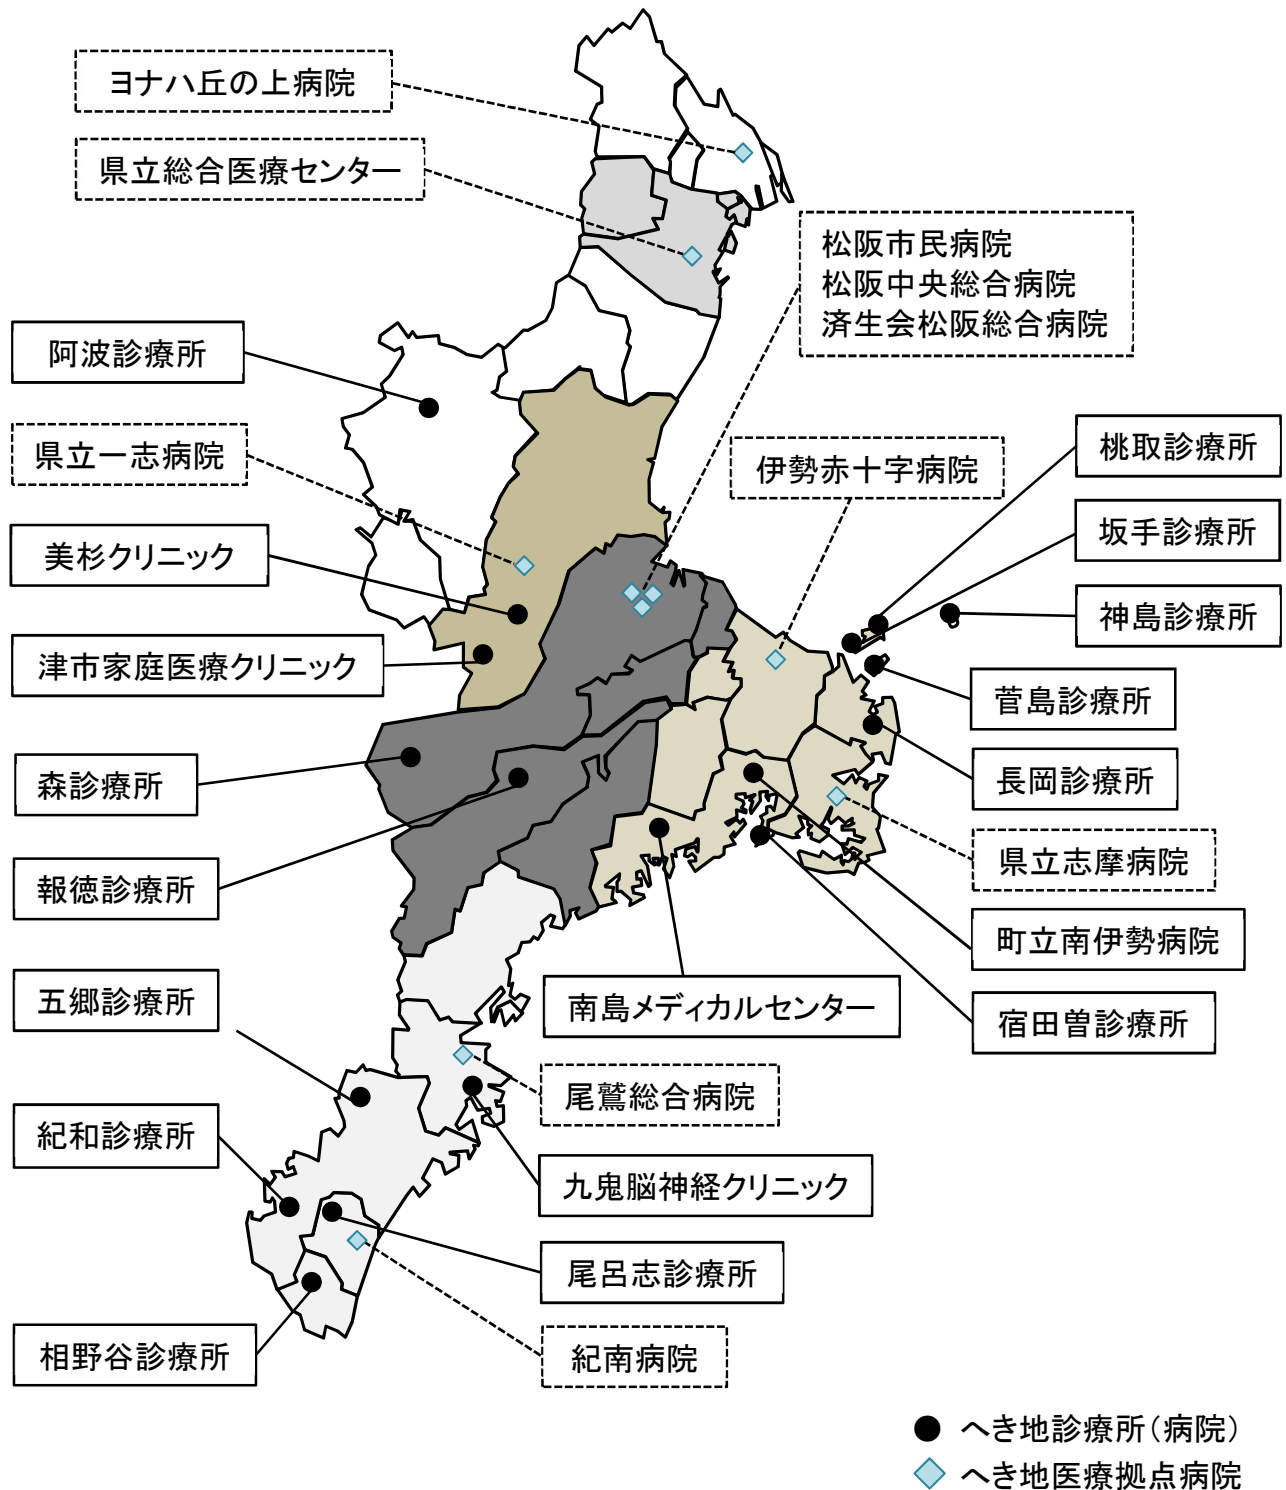 ヨナハ丘の上病院
県立総合医療センター
松阪市民病院
松阪中央総合病院
済生会松阪総合病院
阿波診療所
県立一志病院
伊勢赤十字病院
桃取診療所
美杉クリニック
坂手診療所
神島診療所
津市家庭医療クリニック
菅島診療所
森診療所
長岡診療所
報徳診療所
県立志摩病院
町立南伊勢病院
五郷診療所
南島メディカルセンター
宿田曽診療所
尾鷲総合病院
紀和診療所
九鬼脳神経クリニック
尾呂志診療所
相野谷診療所
紀南病院
へき地診療所（病院）
へき地医療拠点病院